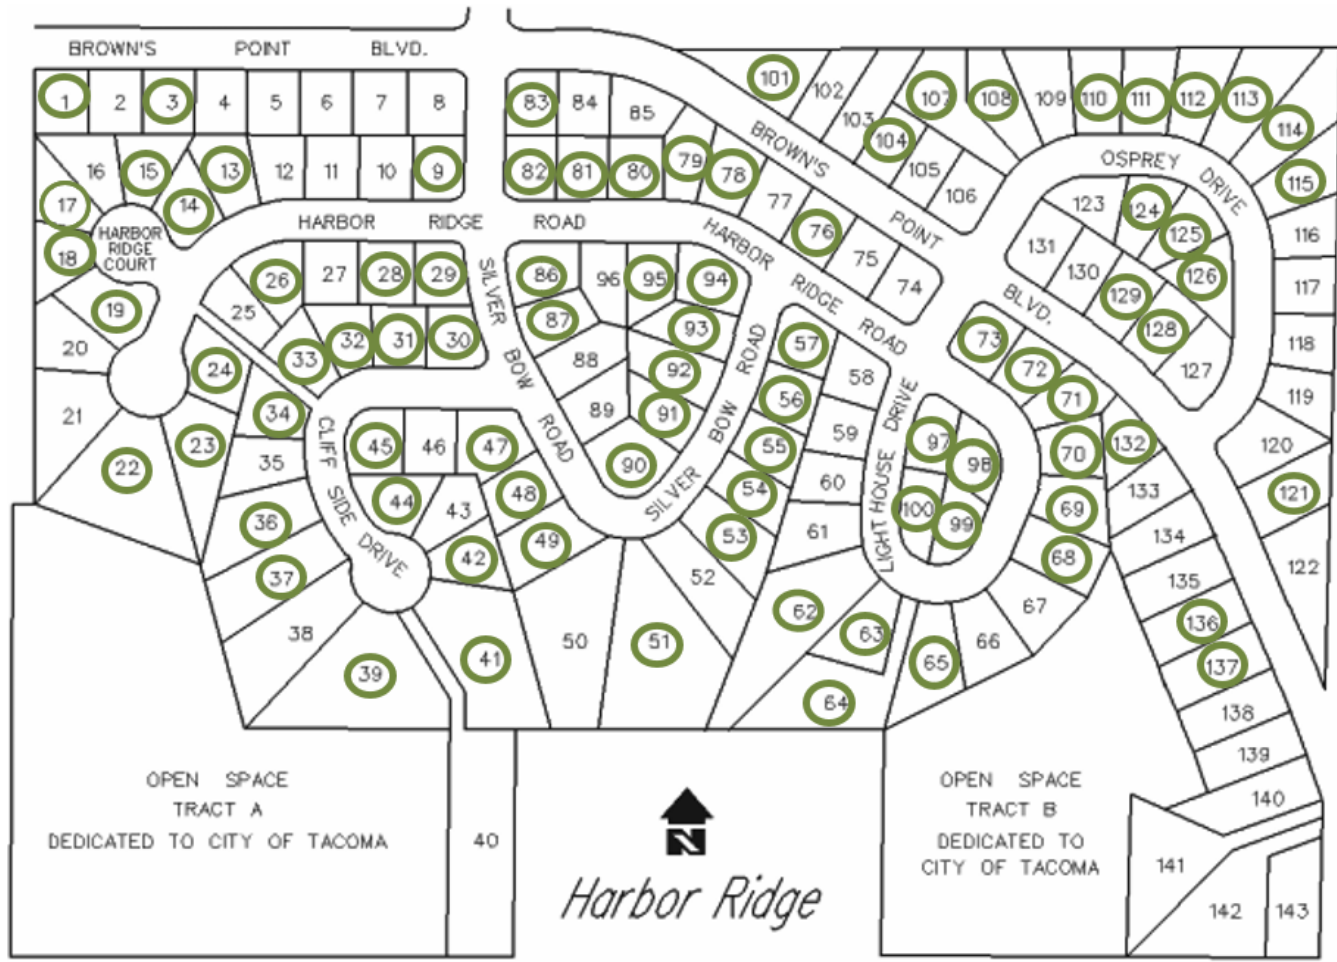 BROWN'S POINT BLVD.
1 2 3 4 5 6 7 8
83 84 85
101 102 103 104 107 108 109 110 111 112 113 114
105 106
BROWN'S POINT BLVD.
OSPREY DRIVE
115
116
117
118
119
120
121
122
16 15 14 13 12 11 10 9
82 81 80 79 78 77 76 75 74
17
18
HARBOR
RIDGE
COURT
19
20
21
22
23
24
HARBOR RIDGE ROAD
HARBOR RIDGE ROAD
123 124 125 126
131 130 129 128 127
25 26 27 28 29
33 32 31 30
SILVER BOW ROAD
86 96 95 94
87 93
88 92
89 91
90
SILVER BOW ROAD
57 58
56 59
55 60
54 61
53
52
73 72 71
70
69
68
67
66
65
LIGHT HOUSE DRIVE
97 98
100 99
132
133
134
135
136
137
138
139
140
34
35
36
37
38
39
CLIFF SIDE DRIVE
45 46 47
44 43 48
42 49
41 50 51
62 63
64
OPEN SPACE
TRACT A
DEDICATED TO CITY OF TACOMA
40
N
Harbor Ridge
OPEN SPACE
TRACT B
DEDICATED TO
CITY OF TACOMA
141
142 143